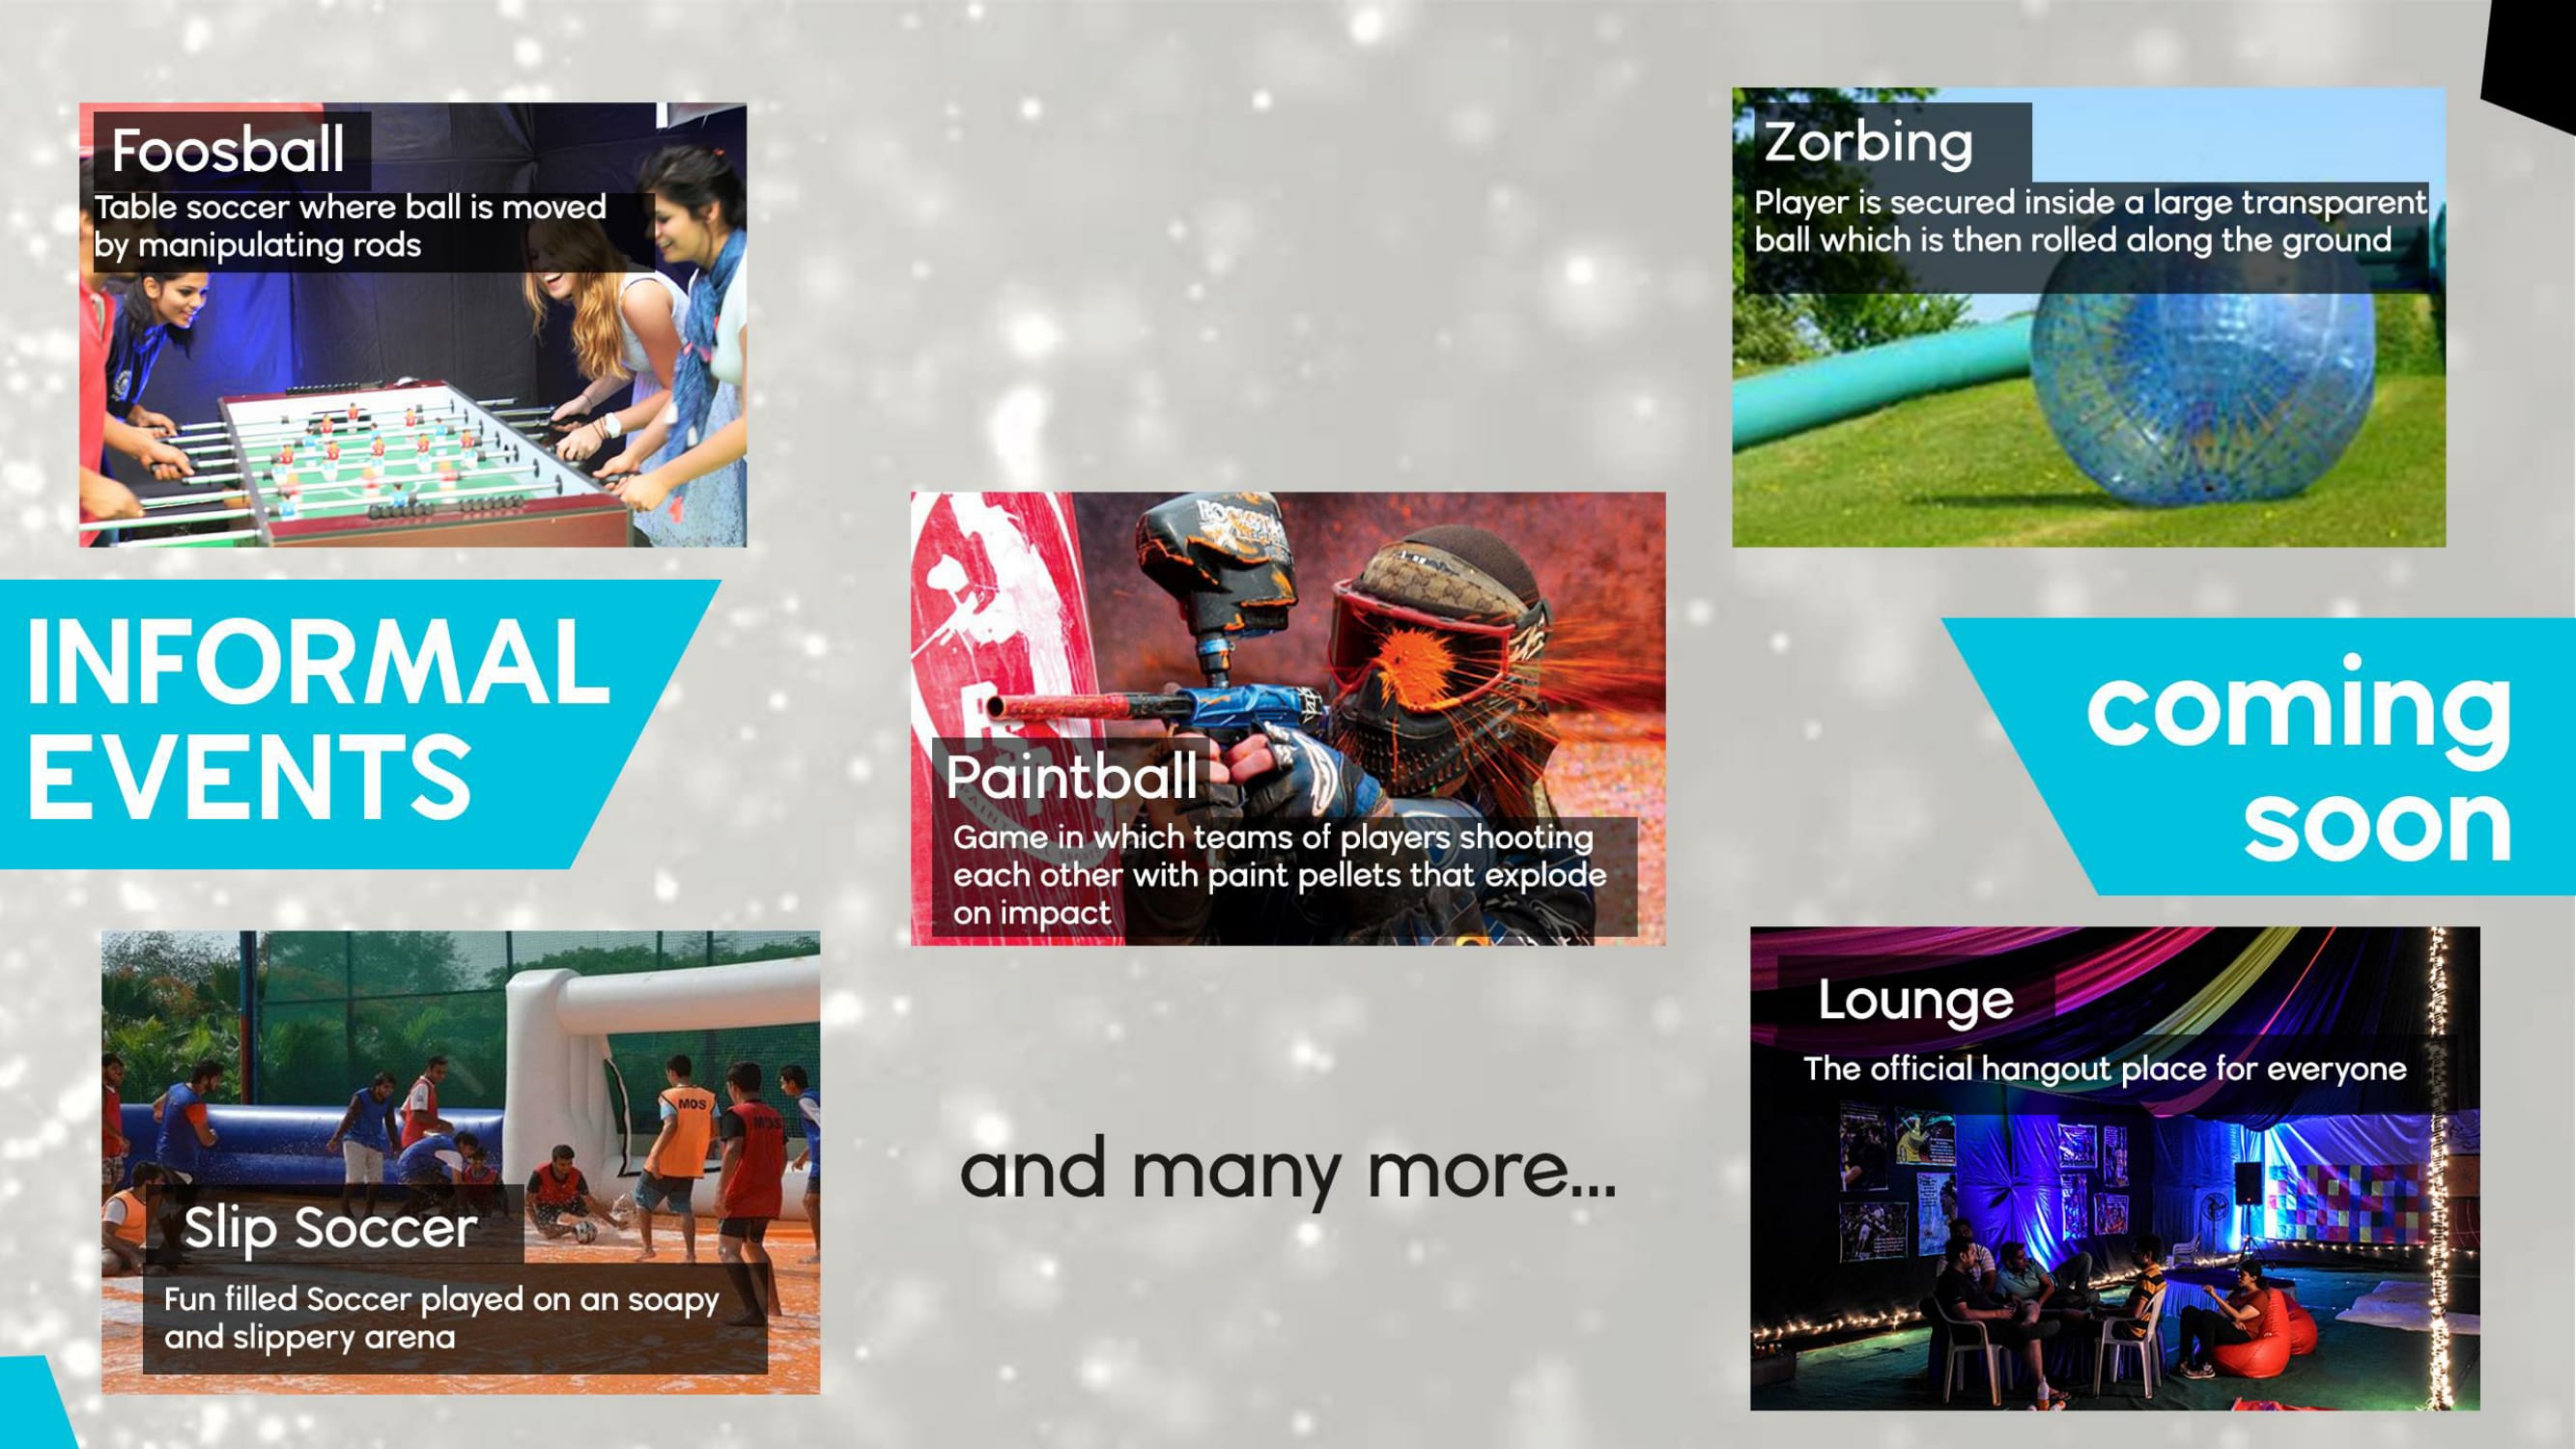 Foosball
Table soccer where ball is moved
by manipulating rods
Zorbing
Player is secured inside a large transparent
ball which is then rolled along the ground
INFORMAL
EVENTS
Paintball
Game in which teams of players shooting
each other with paint pellets that explode
on impact
coming
soon
MOS
Slip Soccer
Fun filled Soccer played on an soapy
and slippery arena
and many more...
Lounge
The official hangout place for everyone